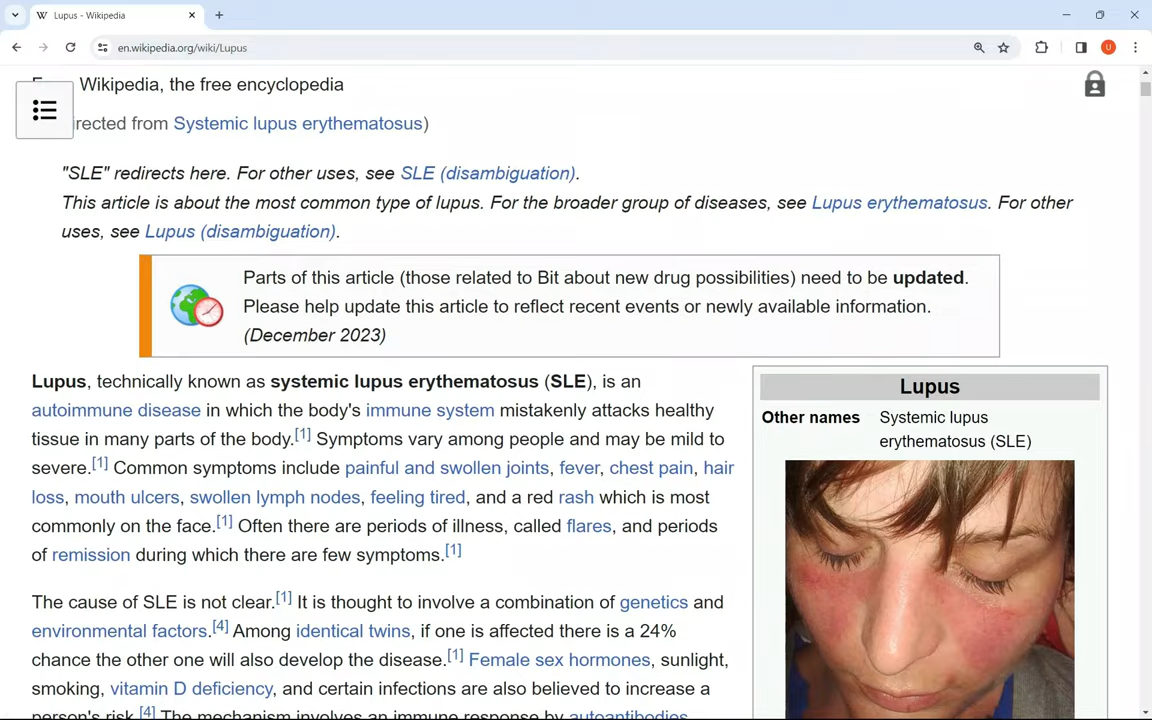 Lupus - Wikipedia
en.wikipedia.org/wiki/Lupus
U
Wikipedia, the free encyclopedia
irected from Systemic lupus erythematosus)
"SLE" redirects here. For other uses, see SLE (disambiguation).
This article is about the most common type of lupus. For the broader group of diseases, see Lupus erythematosus. For other
uses, see Lupus (disambiguation).
Parts of this article (those related to Bit about new drug possibilities) need to be updated.
Please help update this article to reflect recent events or newly available information.
(December 2023)
Lupus, technically known as systemic lupus erythematosus (SLE), is an
autoimmune disease in which the body's immune system mistakenly attacks healthy
tissue in many parts of the body.[1] Symptoms vary among people and may be mild to
severe.[1] Common symptoms include painful and swollen joints, fever, chest pain, hair
loss, mouth ulcers, swollen lymph nodes, feeling tired, and a red rash which is most
commonly on the face.[1] Often there are periods of illness, called flares, and periods
of remission during which there are few symptoms.[1]
The cause of SLE is not clear.[1] It is thought to involve a combination of genetics and
environmental factors.[4] Among identical twins, if one is affected there is a 24%
chance the other one will also develop the disease.[1] Female sex hormones, sunlight,
smoking, vitamin D deficiency, and certain infections are also believed to increase a
person's risk.[4] The mechanism involves an immune response by autoantibodies
Lupus
Other names Systemic lupus
erythematosus (SLE)